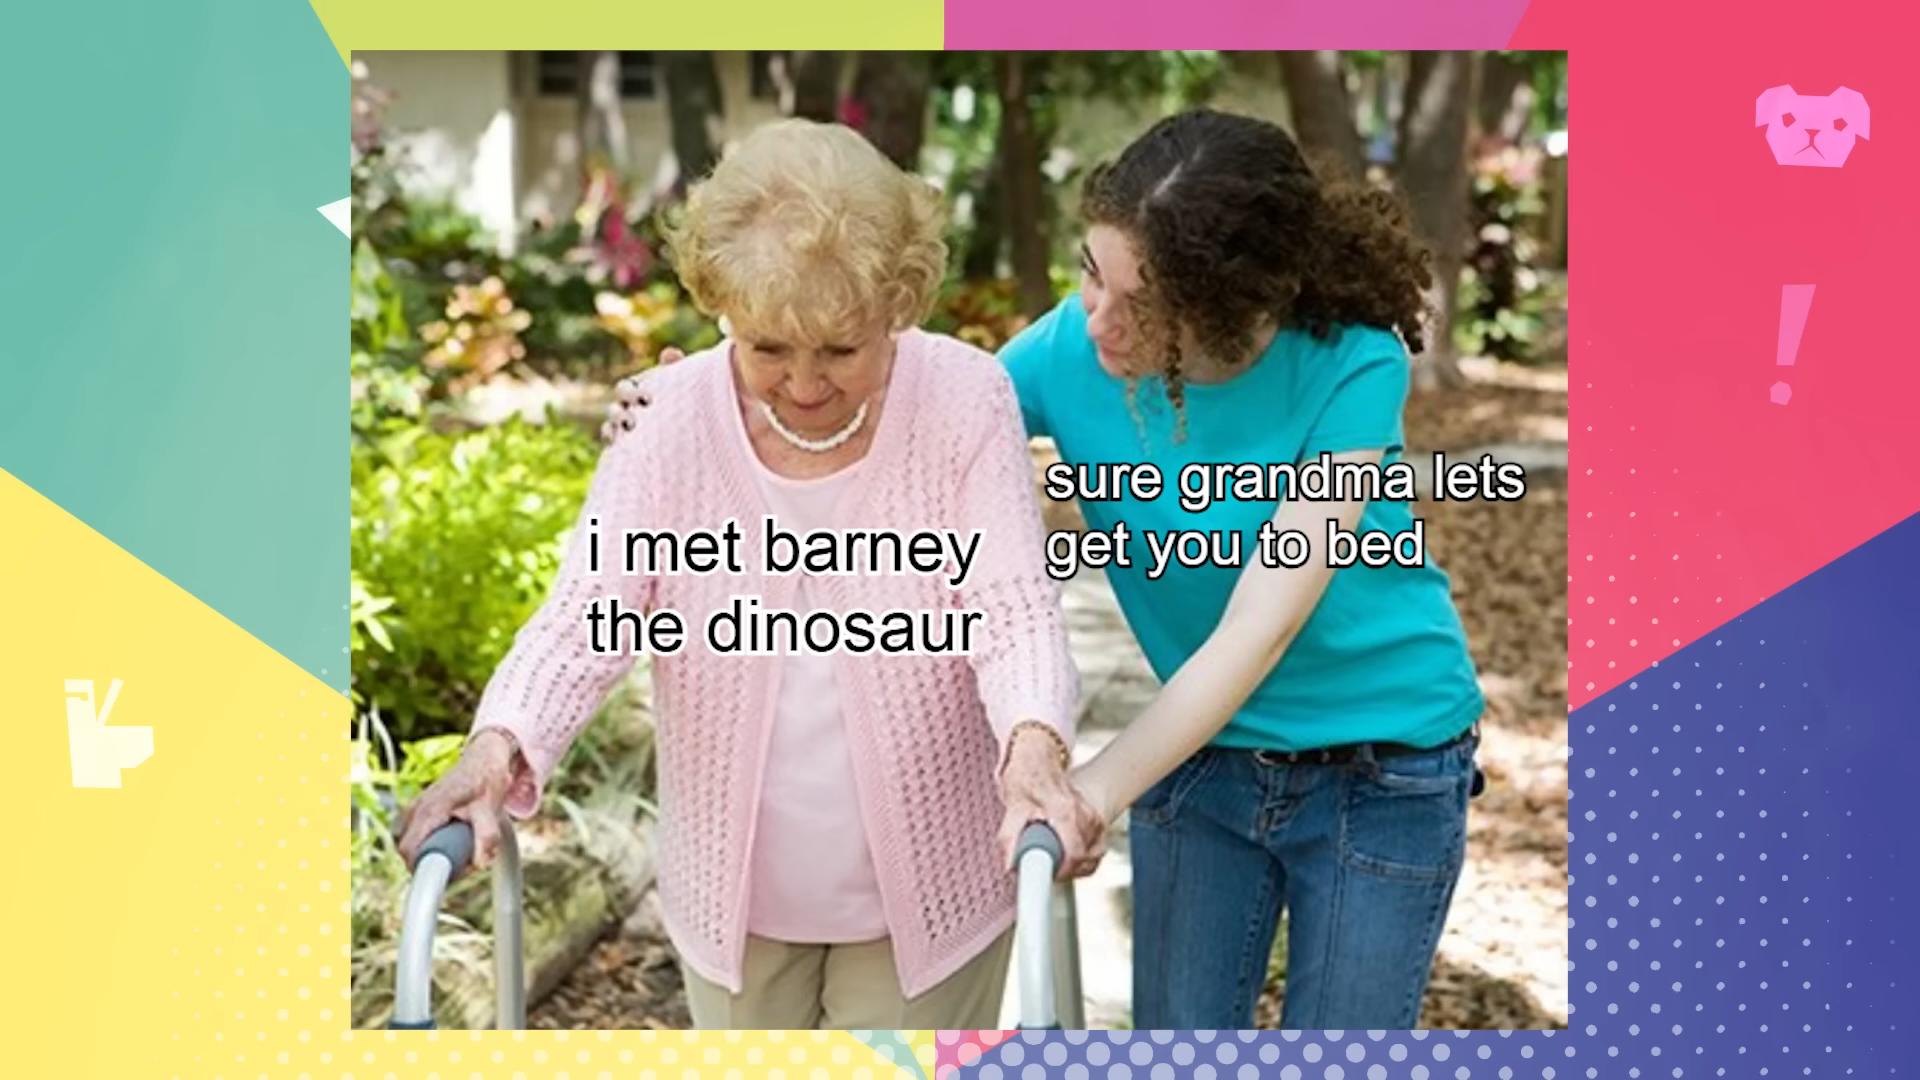 i met barney
the dinosaur
sure grandma lets
get you to bed